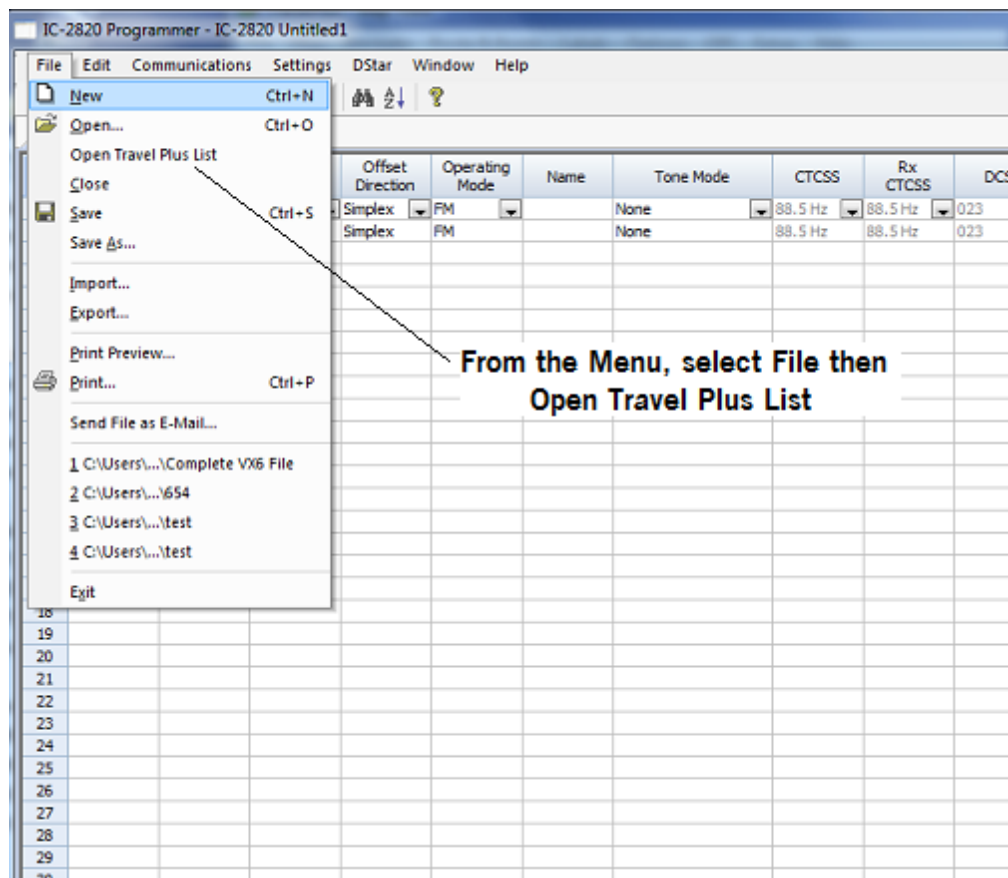 IC-2820 Programmer - IC-2820 Untitled1
File Edit Communications Settings DStar Window Help
New Ctrl+N
Open... Ctrl+O
Open Travel Plus List
Close
Save Ctrl+S
Save As...
Import...
Export...
Print Preview...
Print... Ctrl+P
Send File as E-Mail...
1 C:\Users\...\Complete VX6 File
2 C:\Users\...\654
3 C:\Users\...\test
4 C:\Users\...\test
Exit
Offset Direction Operating Mode Name Tone Mode CTCSS Rx CTCSS DCS
Simplex FM None 88.5 Hz 88.5 Hz 023
Simplex FM None 88.5 Hz 88.5 Hz 023
From the Menu, select File then
Open Travel Plus List
18
19
20
21
22
23
24
25
26
27
28
29